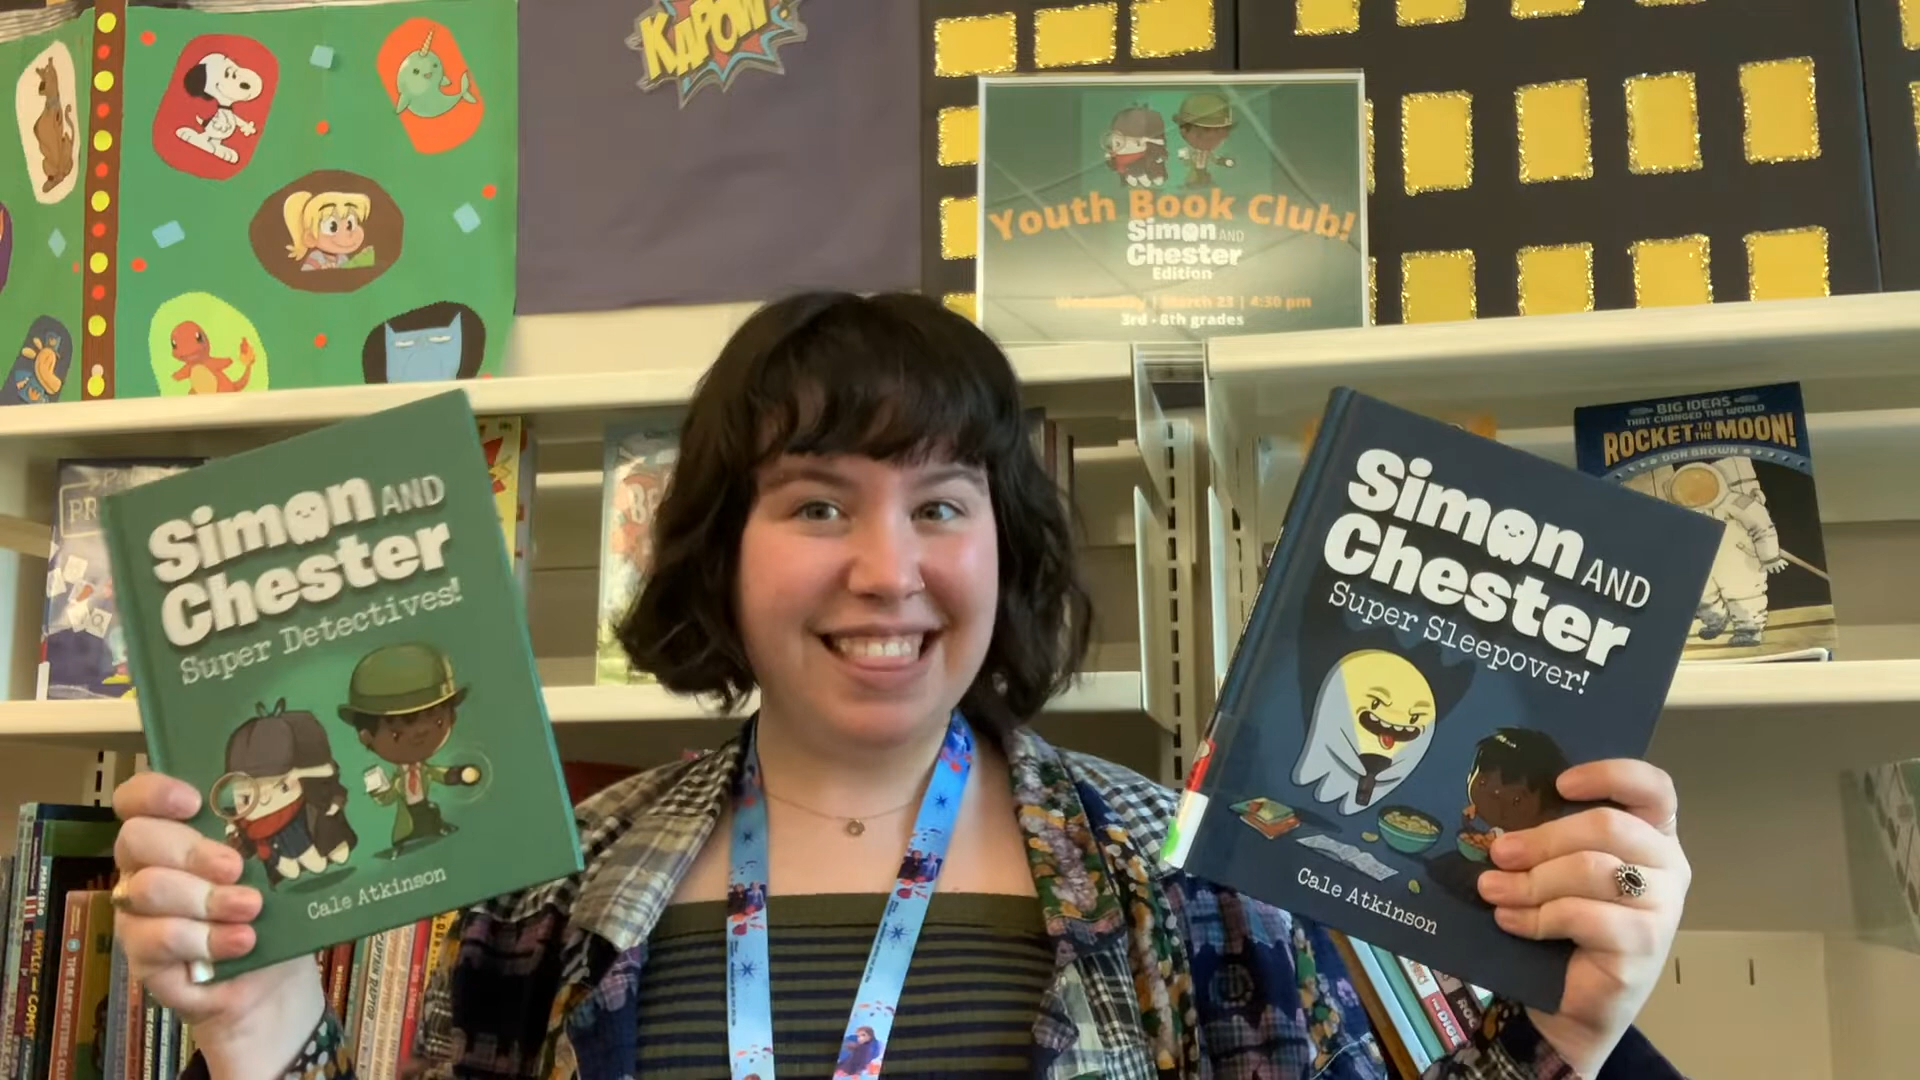 KAPOW!
Youth Book Club!
Simon AND
Chester
Edition
Wednesday | March 23 | 4:30 pm
3rd - 8th grades
Simon AND
Chester
Super Detectives!
Cale Atkinson
Simon AND
Chester
Super Sleepover!
Cale Atkinson
BIG IDEAS
THAT CHANGED THE WORLD
ROCKET TO THE MOON!
DON BROWN